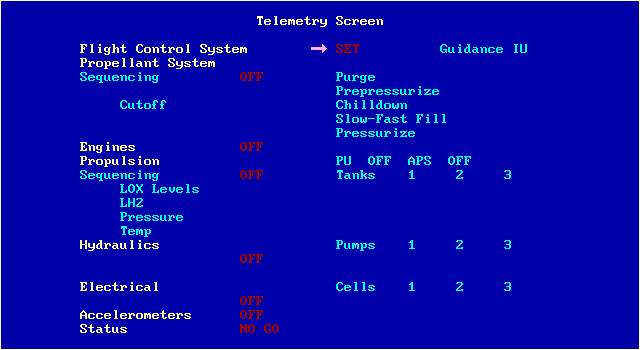 Telemetry Screen
Flight Control System → SET Guidance IU
Propellant System
Sequencing OFF Purge
Prepressurize
Cutoff Chilldown
Slow-Fast Fill
Pressurize
Engines OFF
Propulsion PU OFF APS OFF
Sequencing OFF Tanks 1 2 3
LOX Levels
LH2
Pressure
Temp
Hydraulics Pumps 1 2 3
OFF
Electrical Cells 1 2 3
OFF
Accelerometers OFF
Status NO GO